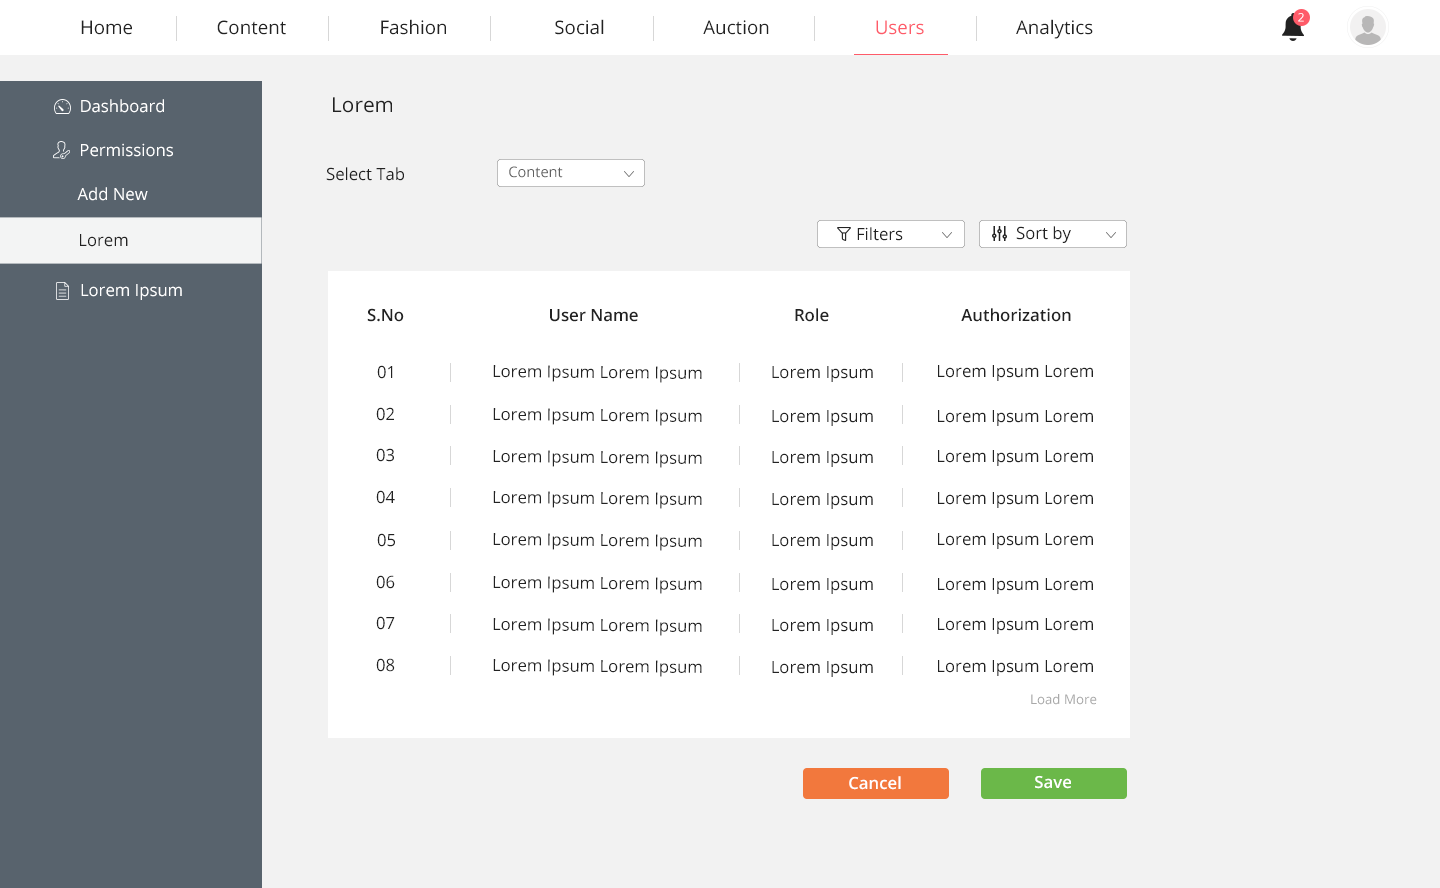 Home Content Fashion Social Auction Users Analytics 2
Dashboard
Permissions
Add New
Lorem
Lorem Ipsum
Lorem
Select Tab Content
Filters Sort by
S.No User Name Role Authorization
01 Lorem Ipsum Lorem Ipsum Lorem Ipsum Lorem Ipsum Lorem
02 Lorem Ipsum Lorem Ipsum Lorem Ipsum Lorem Ipsum Lorem
03 Lorem Ipsum Lorem Ipsum Lorem Ipsum Lorem Ipsum Lorem
04 Lorem Ipsum Lorem Ipsum Lorem Ipsum Lorem Ipsum Lorem
05 Lorem Ipsum Lorem Ipsum Lorem Ipsum Lorem Ipsum Lorem
06 Lorem Ipsum Lorem Ipsum Lorem Ipsum Lorem Ipsum Lorem
07 Lorem Ipsum Lorem Ipsum Lorem Ipsum Lorem Ipsum Lorem
08 Lorem Ipsum Lorem Ipsum Lorem Ipsum Lorem Ipsum Lorem
Load More
Cancel Save